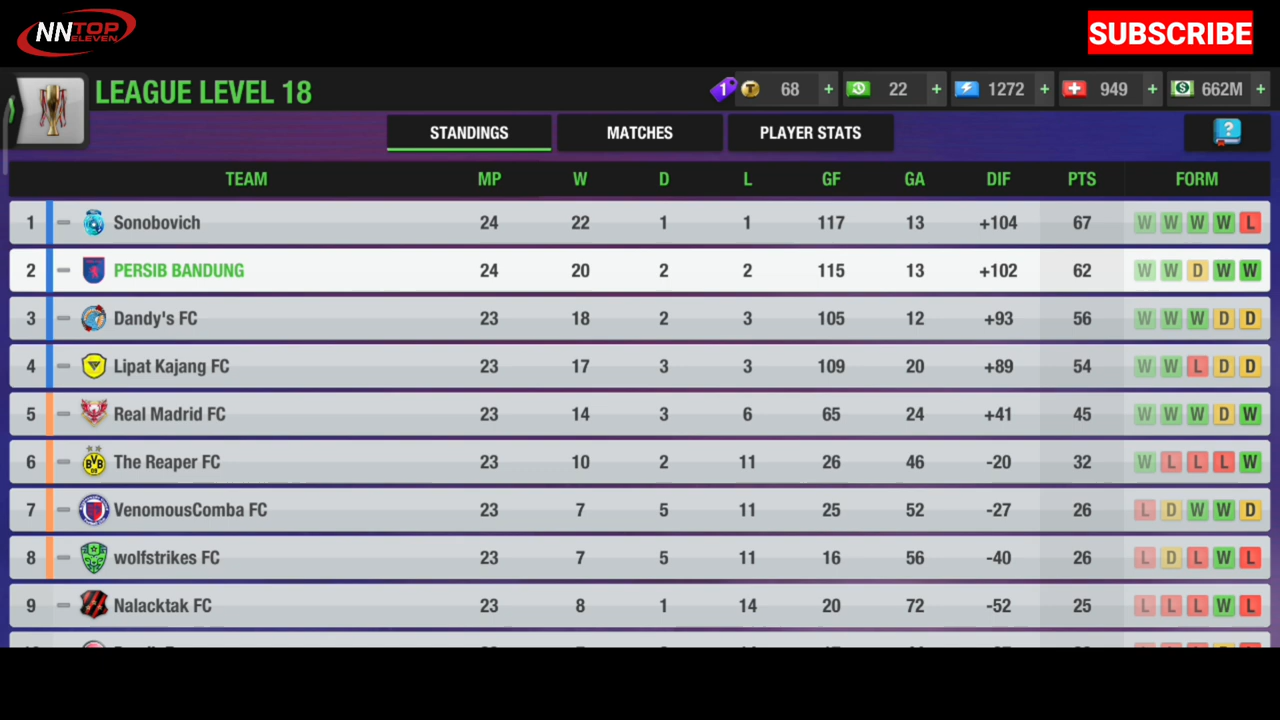 NN TOP ELEVEN
SUBSCRIBE
LEAGUE LEVEL 18
1 T 68 + 22 + 1272 + 949 + $ 662M +
STANDINGS MATCHES PLAYER STATS ?
TEAM MP W D L GF GA DIF PTS FORM
1 Sonobovich 24 22 1 1 117 13 +104 67 W W W W L
2 PERSIB BANDUNG 24 20 2 2 115 13 +102 62 W W D W W
3 Dandy's FC 23 18 2 3 105 12 +93 56 W W W D D
4 Lipat Kajang FC 23 17 3 3 109 20 +89 54 W W L D D
5 Real Madrid FC 23 14 3 6 65 24 +41 45 W W W D W
6 BVB 09 The Reaper FC 23 10 2 11 26 46 -20 32 W L L L W
7 VenomousComba FC 23 7 5 11 25 52 -27 26 L D W W D
8 wolfstrikes FC 23 7 5 11 16 56 -40 26 L D L W L
9 Nalacktak FC 23 8 1 14 20 72 -52 25 L L L W L